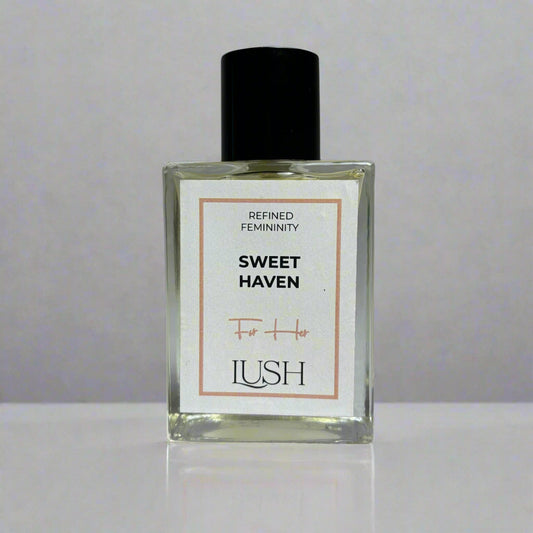 REFINED
FEMININITY
SWEET
HAVEN
For Her
LUSH